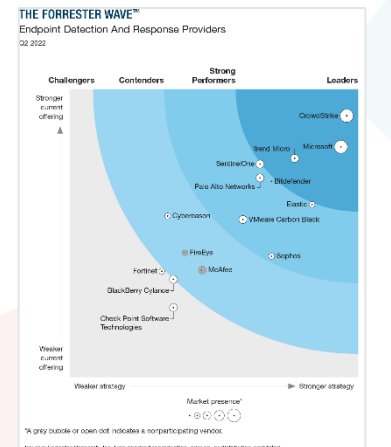 THE FORRESTER WAVE™
Endpoint Detection And Response Providers
Q2 2022
Challengers
Contenders
Strong
Performers
Leaders
Stronger
current
offering
CrowdStrike
Trend Micro
Microsoft
SentinelOne
Bitdefender
Palo Alto Networks
Elastic
Cybereason
VMware Carbon Black
FireEye
Sophos
Fortinet
McAfee
BlackBerry Cylance
Check Point Software
Technologies
Weaker
current
offering
Weaker strategy
Stronger strategy
Market presence*
*A gray bubble or open dot indicates a nonparticipating vendor.